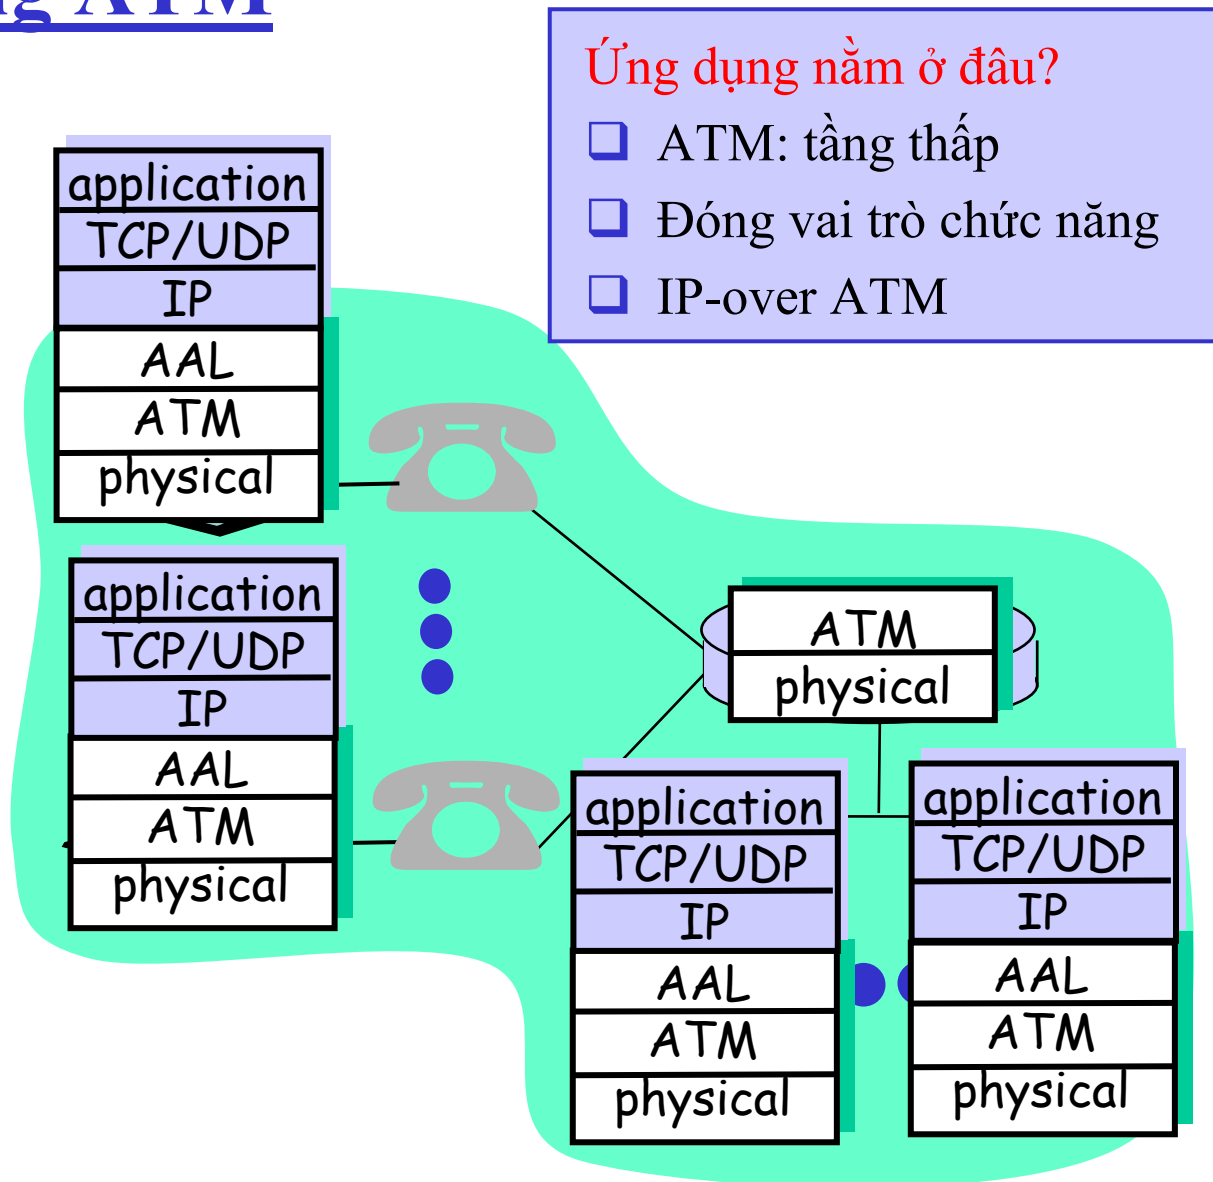 ATM
Ứng dụng nằm ở đâu?
ATM: tầng thấp
Đóng vai trò chức năng
IP-over ATM
application
TCP/UDP
IP
AAL
ATM
physical
application
TCP/UDP
IP
AAL
ATM
physical
ATM
physical
application
TCP/UDP
IP
AAL
ATM
physical
application
TCP/UDP
IP
AAL
ATM
physical